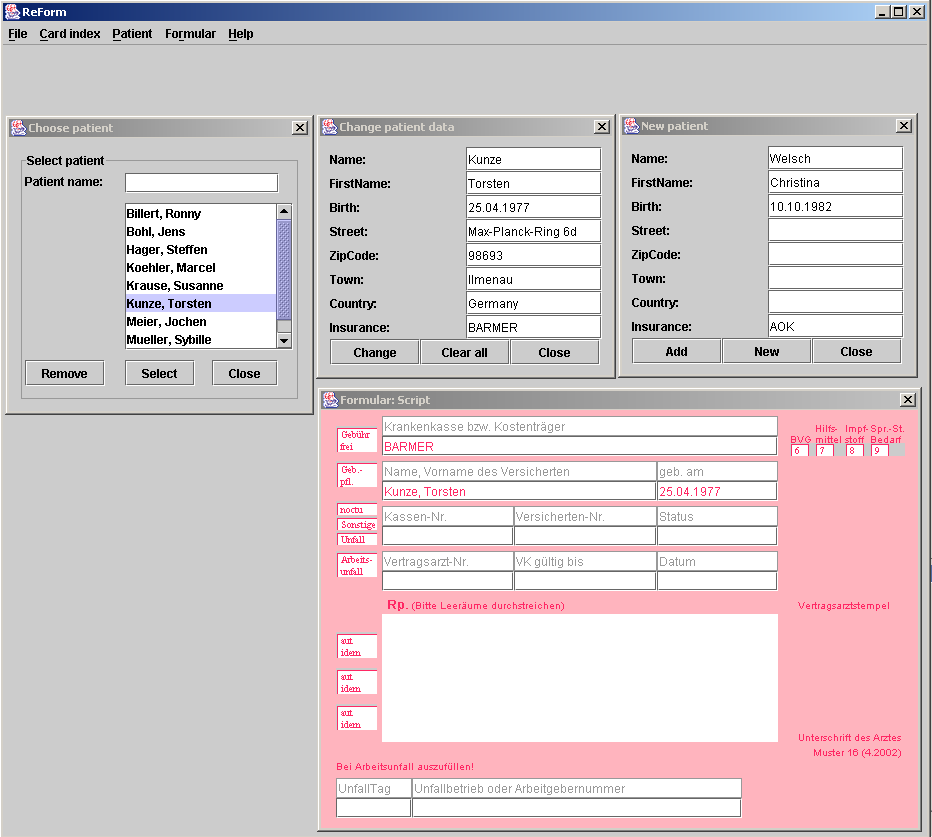 ReForm
File Card index Patient Formular Help
Choose patient
Select patient
Patient name:
Billert, Ronny
Bohl, Jens
Hager, Steffen
Koehler, Marcel
Krause, Susanne
Kunze, Torsten
Meier, Jochen
Mueller, Sybille
Remove Select Close
Change patient data
Name: Kunze
FirstName: Torsten
Birth: 25.04.1977
Street: Max-Planck-Ring 6d
ZipCode: 98693
Town: Ilmenau
Country: Germany
Insurance: BARMER
Change Clear all Close
New patient
Name: Welsch
FirstName: Christina
Birth: 10.10.1982
Street:
ZipCode:
Town:
Country:
Insurance: AOK
Add New Close
Formular: Script
Gebühr
frei
Krankenkasse bzw. Kostenträger
BARMER
Hilfs- Impf- Spr.-St.
BVG mittel stoff Bedarf
6 7 8 9
Geb.-
pfl.
Name, Vorname des Versicherten geb. am
Kunze, Torsten 25.04.1977
noctu
Sonstige
Unfall
Kassen-Nr. Versicherten-Nr. Status
Arbeits-
unfall
Vertragsarzt-Nr. VK gültig bis Datum
Rp. (Bitte Leeräume durchstreichen)
Vertragsarztstempel
aut
idem
aut
idem
aut
idem
Unterschrift des Arztes
Muster 16 (4.2002)
Bei Arbeitsunfall auszufüllen!
UnfallTag Unfallbetrieb oder Arbeitgebernummer